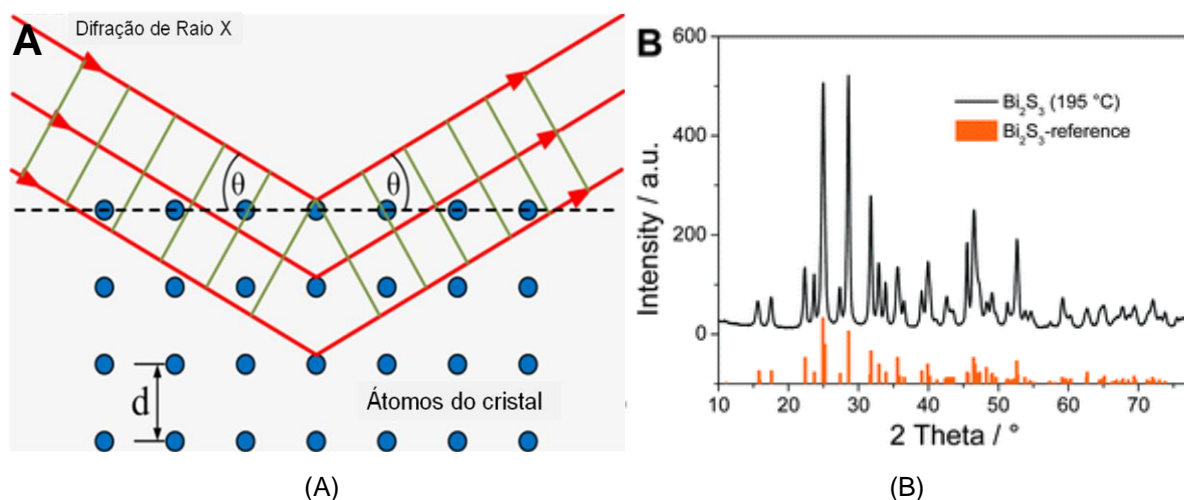 A
Difração de Raio X
θ
θ
d
Átomos do cristal
(A)
B
600
400
200
0
Intensity / a.u.
Bi₂S₃ (195 °C)
Bi₂S₃-reference
10 20 30 40 50 60 70
2 Theta / °
(B)